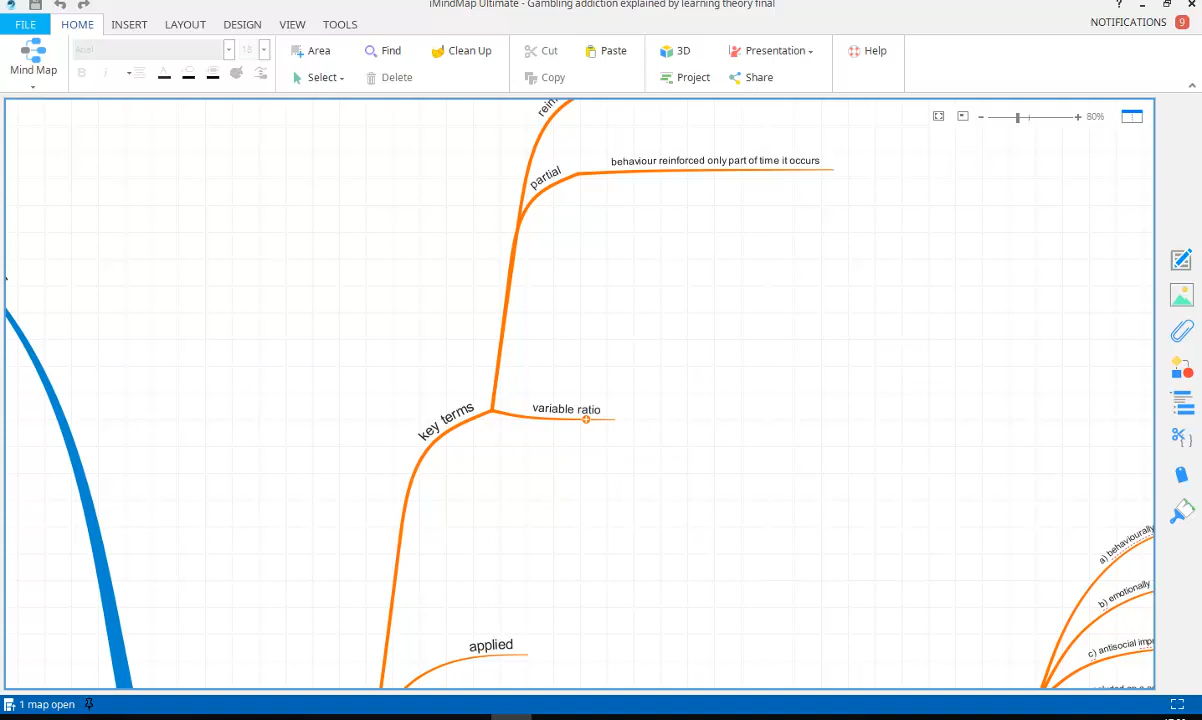 iMindMap Ultimate - Gambling addiction explained by learning theory final
?
FILE
HOME
INSERT
LAYOUT
DESIGN
VIEW
TOOLS
NOTIFICATIONS 9
Mind Map
Arial
18
B
i
Area
Select
Find
Delete
Clean Up
Cut
Copy
Paste
3D
Project
Presentation
Share
Help
80%
partial
behaviour reinforced only part of time it occurs
key terms
variable ratio
applied
a) behaviourally
b) emotionally
c) antisocial
1 map open